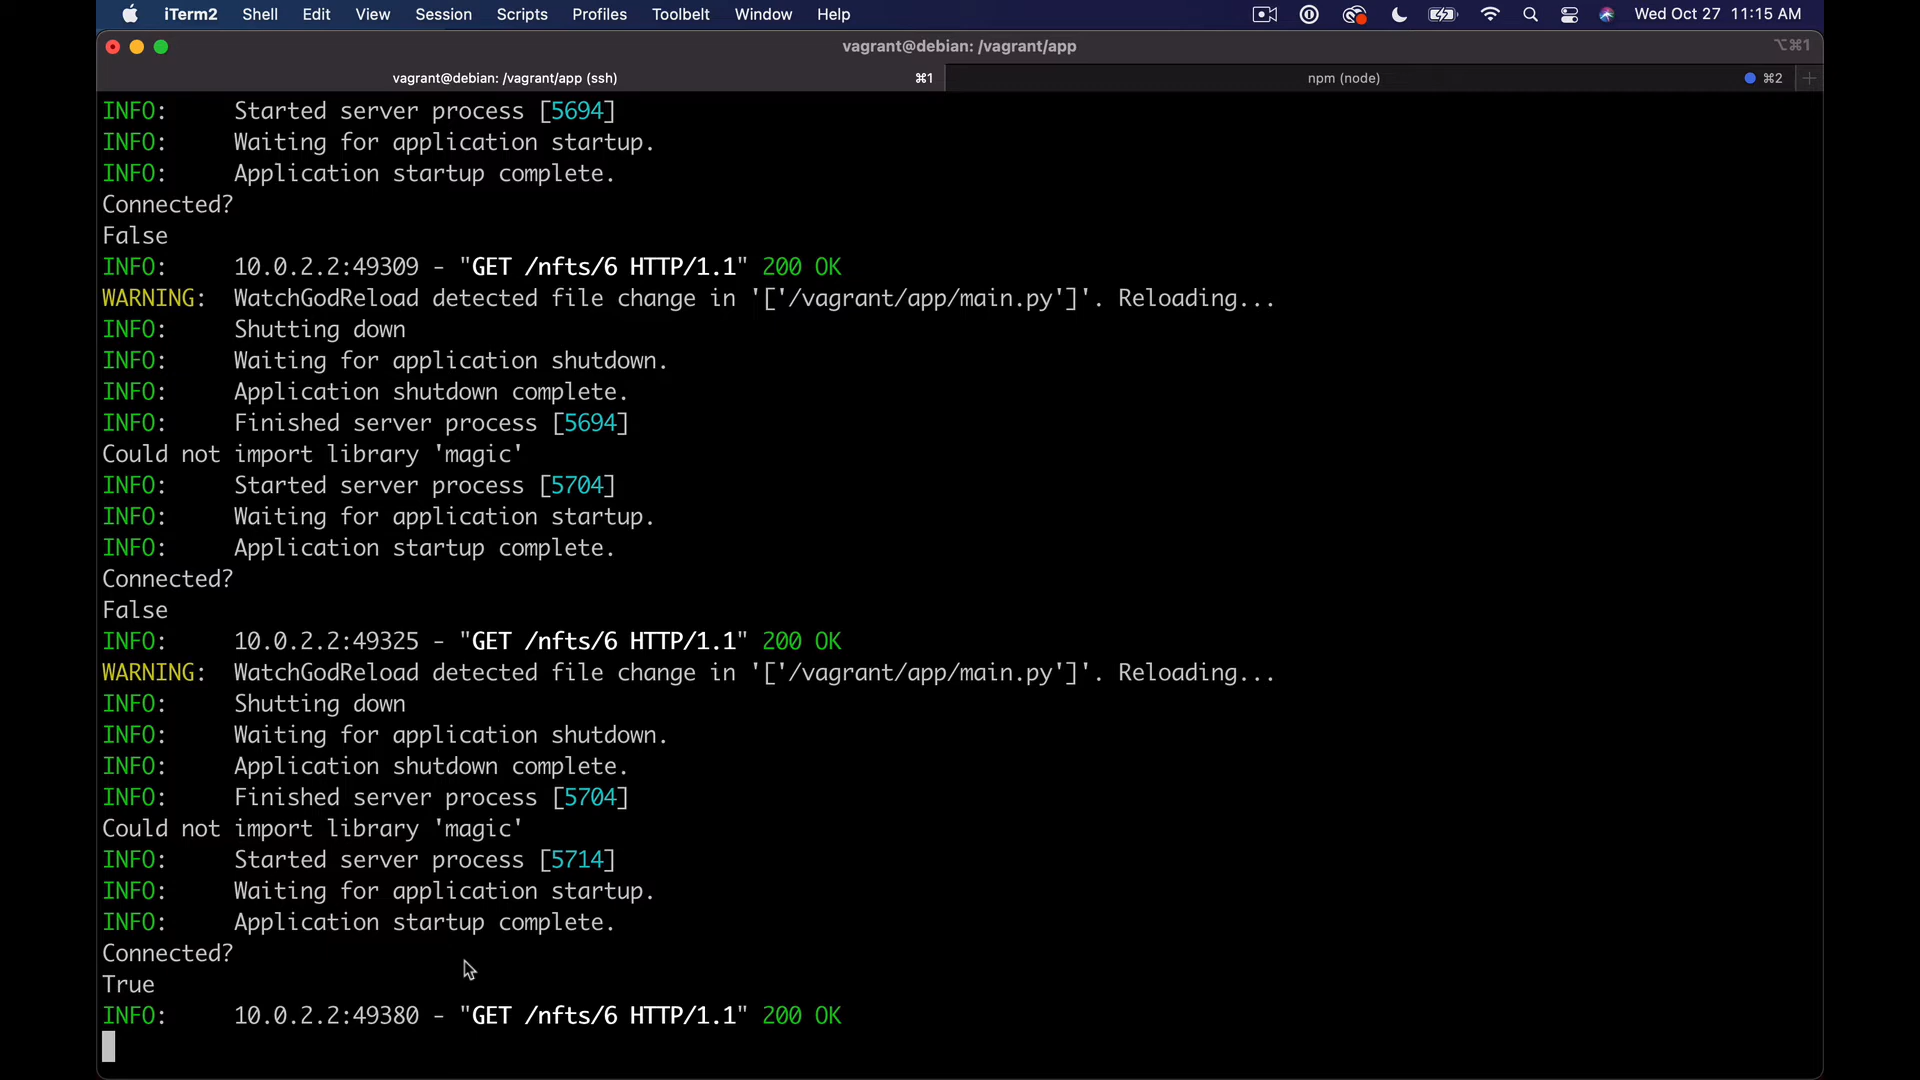 iTerm2 Shell Edit View Session Scripts Profiles Toolbelt Window Help Wed Oct 27 11:15 AM
vagrant@debian: /vagrant/app ⌥⌘1
vagrant@debian: /vagrant/app (ssh) ⌘1 npm (node) ⌘2
INFO: Started server process [5694]
INFO: Waiting for application startup.
INFO: Application startup complete.
Connected?
False
INFO: 10.0.2.2:49309 - "GET /nfts/6 HTTP/1.1" 200 OK
WARNING: WatchGodReload detected file change in '['/vagrant/app/main.py']'. Reloading...
INFO: Shutting down
INFO: Waiting for application shutdown.
INFO: Application shutdown complete.
INFO: Finished server process [5694]
Could not import library 'magic'
INFO: Started server process [5704]
INFO: Waiting for application startup.
INFO: Application startup complete.
Connected?
False
INFO: 10.0.2.2:49325 - "GET /nfts/6 HTTP/1.1" 200 OK
WARNING: WatchGodReload detected file change in '['/vagrant/app/main.py']'. Reloading...
INFO: Shutting down
INFO: Waiting for application shutdown.
INFO: Application shutdown complete.
INFO: Finished server process [5704]
Could not import library 'magic'
INFO: Started server process [5714]
INFO: Waiting for application startup.
INFO: Application startup complete.
Connected?
True
INFO: 10.0.2.2:49380 - "GET /nfts/6 HTTP/1.1" 200 OK